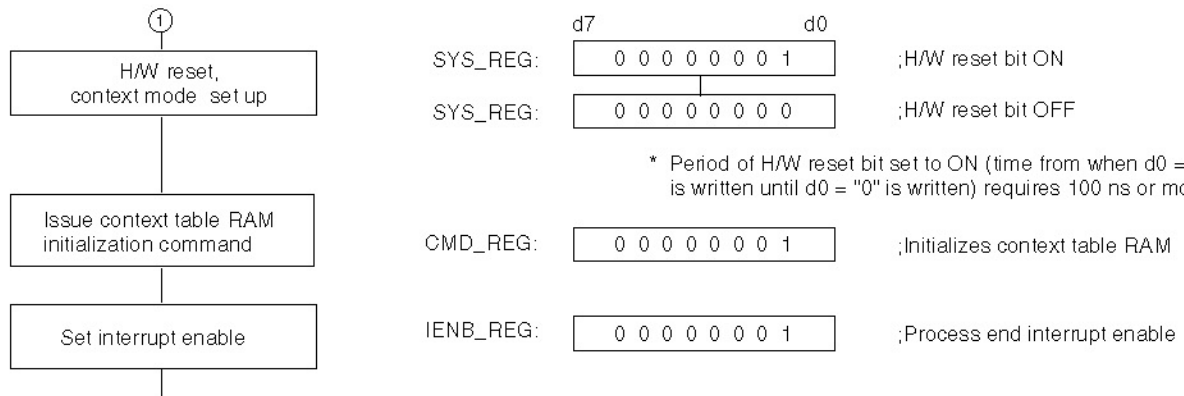 1
d7 d0
H/W reset,
context mode set up
SYS_REG: 0 0 0 0 0 0 0 1 ;H/W reset bit ON
SYS_REG: 0 0 0 0 0 0 0 0 ;H/W reset bit OFF
* Period of H/W reset bit set to ON (time from when d0 =
is written until d0 = "0" is written) requires 100 ns or
Issue context table RAM
initialization command
CMD_REG: 0 0 0 0 0 0 0 1 ;Initializes context table RAM
Set interrupt enable
IENB_REG: 0 0 0 0 0 0 0 1 ;Process end interrupt enable